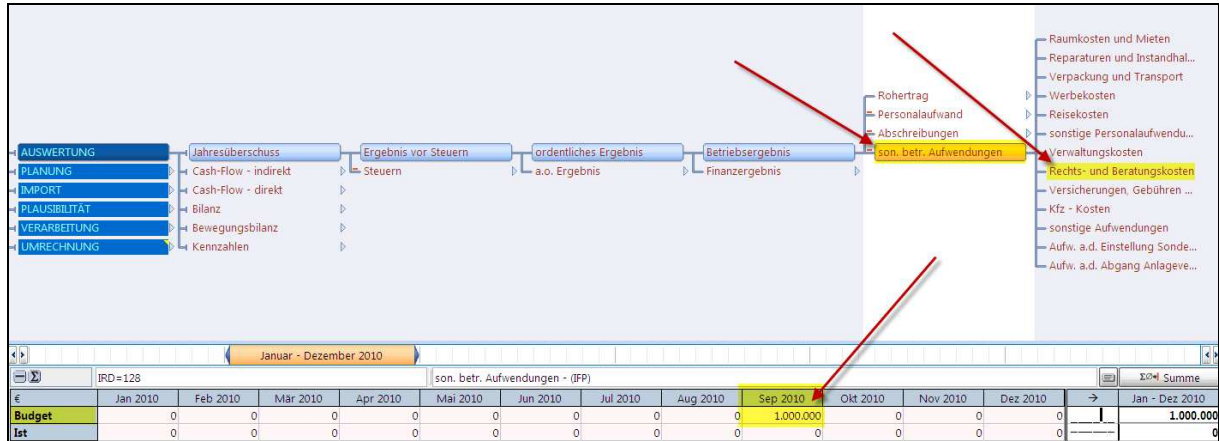 Raumkosten und Mieten
Reparaturen und Instandhal...
Verpackung und Transport
Rohertrag
Werbekosten
Personalaufwand
Reisekosten
Abschreibungen
sonstige Personalaufwendu...
AUSWERTUNG Jahresüberschuss Ergebnis vor Steuern ordentliches Ergebnis Betriebsergebnis son. betr. Aufwendungen Verwaltungskosten
PLANUNG Cash-Flow - indirekt Steuern a.o. Ergebnis Finanzergebnis Rechts- und Beratungskosten
IMPORT Cash-Flow - direkt Versicherungen, Gebühren ...
PLAUSIBILITÄT Bilanz Kfz - Kosten
VERARBEITUNG Bewegungsbilanz sonstige Aufwendungen
UMRECHNUNG Kennzahlen Aufw. a.d. Einstellung Sonde...
Aufw. a.d. Abgang Anlageve...
Januar - Dezember 2010
Σ IRD=128 son. betr. Aufwendungen - (IFP) ΣØ Summe
€ Jan 2010 Feb 2010 Mär 2010 Apr 2010 Mai 2010 Jun 2010 Jul 2010 Aug 2010 Sep 2010 Okt 2010 Nov 2010 Dez 2010 → Jan - Dez 2010
Budget 0 0 0 0 0 0 0 0 1.000.000 0 0 0 1.000.000
Ist 0 0 0 0 0 0 0 0 0 0 0 0 0